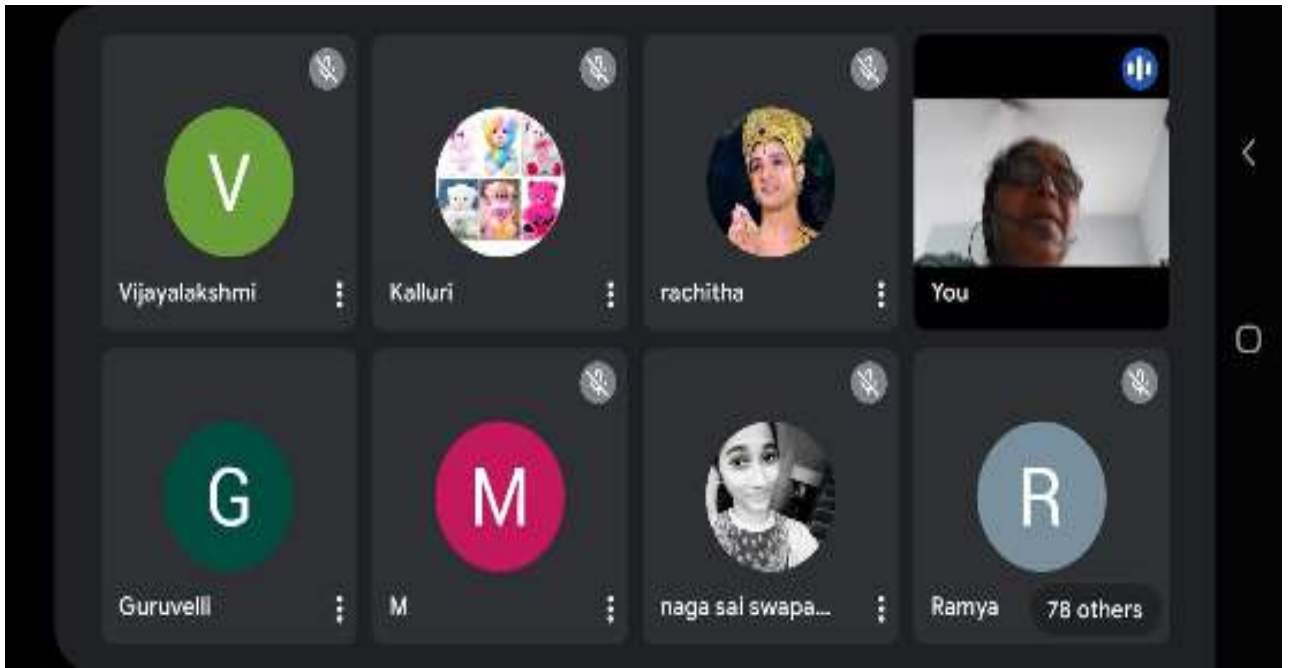 V
Vijayalakshmi
Kalluri
rachitha
You
G
Guruvelli
M
M
naga sai swapa...
R
Ramya
78 others